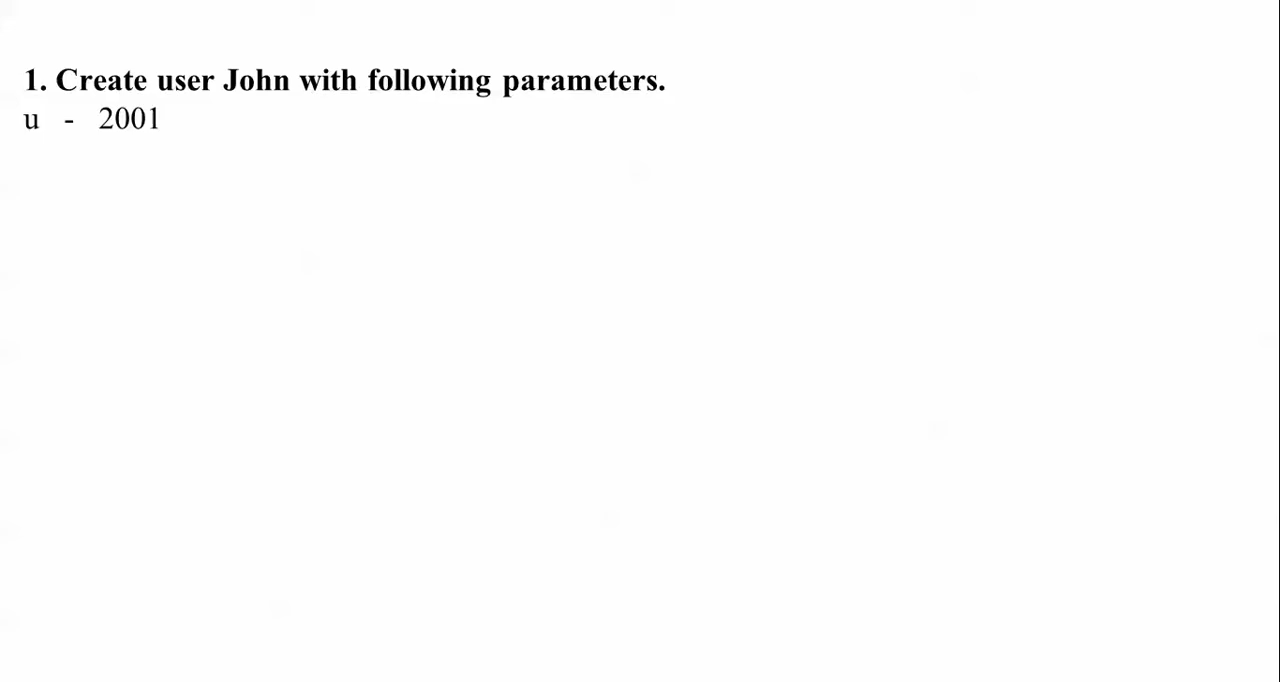 1. Create user John with following parameters.
u - 2001